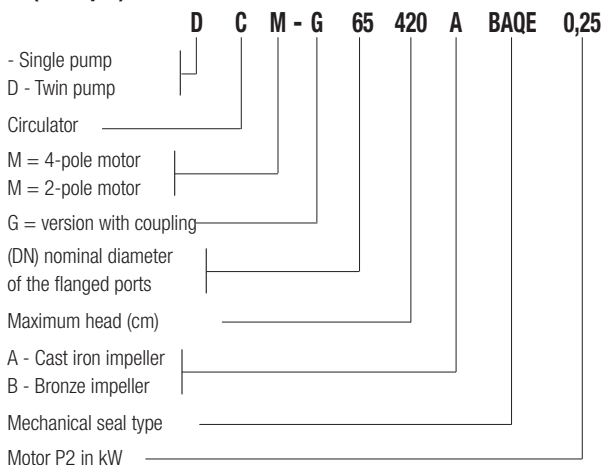 D C M - G 65 420 A BAQE 0,25
- Single pump
D - Twin pump
Circulator
M = 4-pole motor
M = 2-pole motor
G = version with coupling
(DN) nominal diameter
of the flanged ports
Maximum head (cm)
A - Cast iron impeller
B - Bronze impeller
Mechanical seal type
Motor P2 in kW